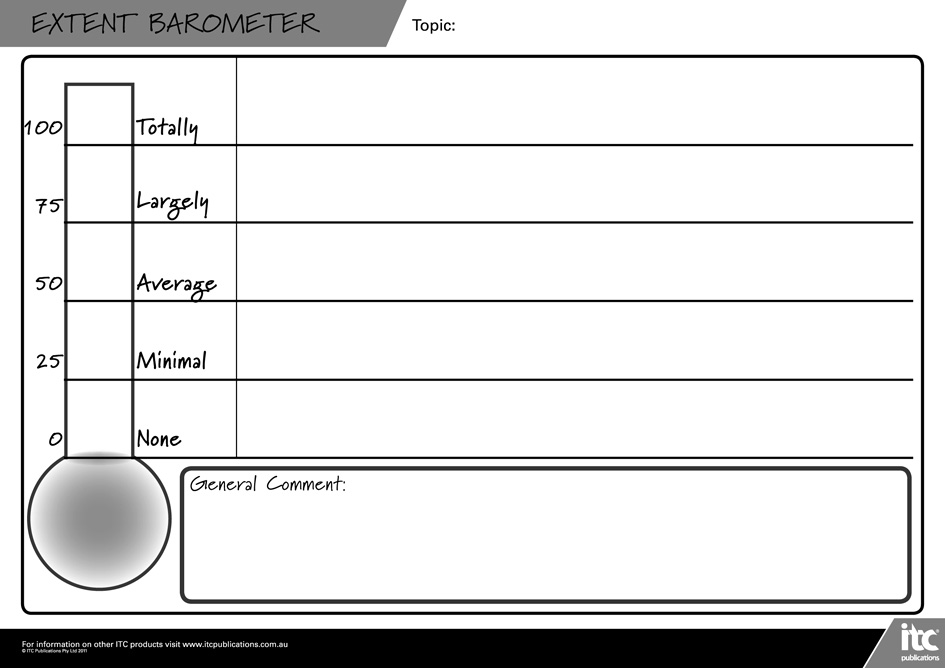 EXTENT BAROMETER
Topic:
100 Totally
75 Largely
50 Average
25 Minimal
0 None
General Comment:
For information on other ITC products visit www.itcpublications.com.au
© ITC Publications Pty Ltd 2011
itc
publications